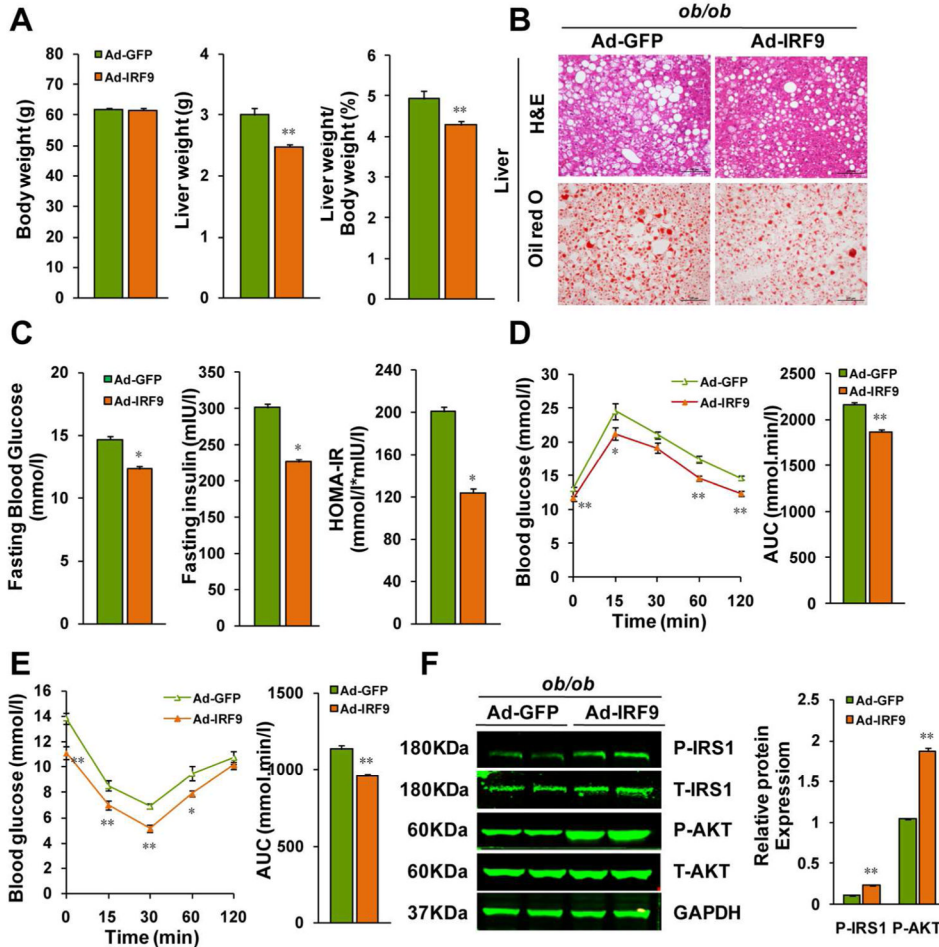 A
Body weight (g)
80
70
60
50
40
30
20
10
0
Ad-GFP
Ad-IRF9
Liver weight (g)
4
3
2
1
0
**
Liver weight/
Body weight (%)
6
5
4
3
2
1
0
**
B
ob/ob
Ad-GFP
Ad-IRF9
Liver
H&E
Oil red O
C
Fasting Blood Glucose
(mmo/l)
20
15
10
5
0
Ad-GFP
Ad-IRF9
*
Fasting insulin (mIU/l)
350
300
250
200
150
100
50
0
*
HOMA-IR
(mmol/l*mIU/l)
240
200
160
120
80
40
0
*
D
Blood glucose (mmol/l)
30
25
20
15
10
5
0
Ad-GFP
Ad-IRF9
**
*
**
**
0 15 30 60 120
Time (min)
AUC (mmol.min/l)
2500
2000
1500
1000
500
0
Ad-GFP
Ad-IRF9
**
E
Blood glucose (mmol/l)
16
14
12
10
8
6
4
2
0
Ad-GFP
Ad-IRF9
**
**
**
*
0 15 30 60 120
Time (min)
AUC (mmol.min/l)
1500
1000
500
0
Ad-GFP
Ad-IRF9
**
F
ob/ob
Ad-GFP Ad-IRF9
180KDa P-IRS1
180KDa T-IRS1
60KDa P-AKT
60KDa T-AKT
37KDa GAPDH
Relative protein
Expression
2.5
2
1.5
1
0.5
0
Ad-GFP
Ad-IRF9
**
**
P-IRS1 P-AKT